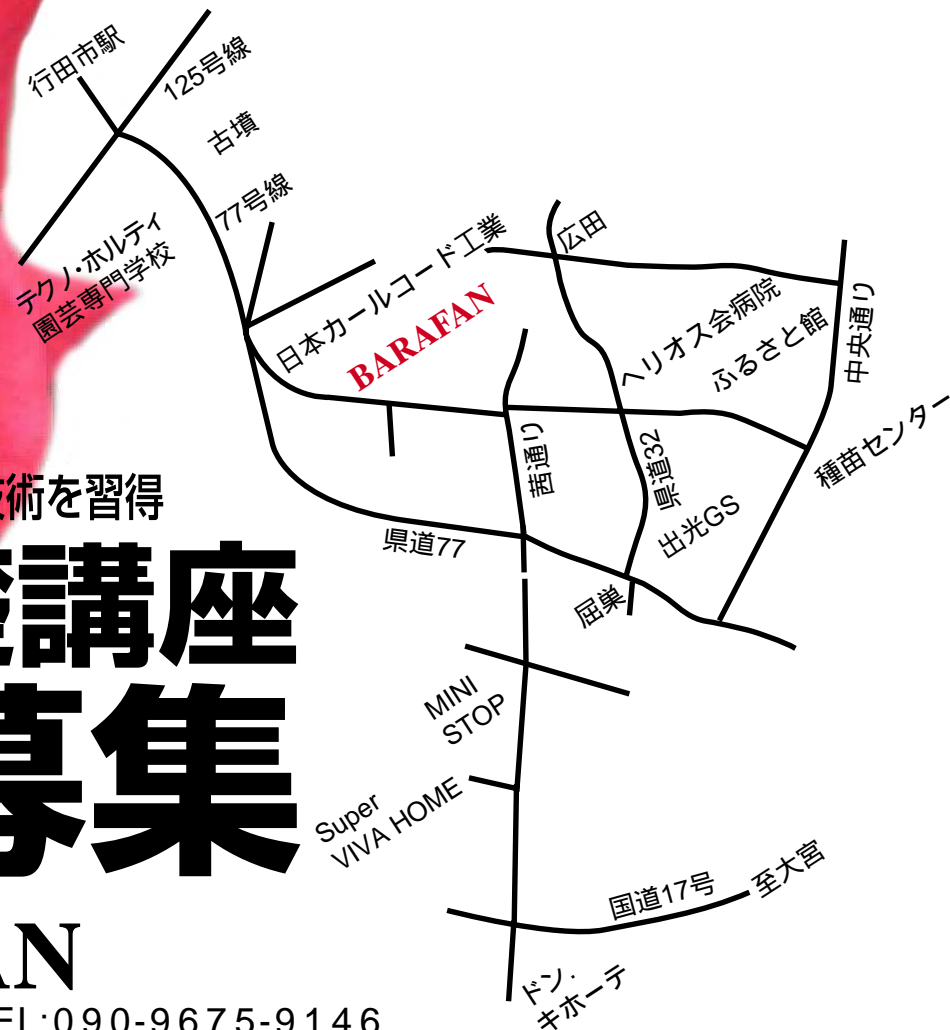 行田市駅
125号線
古墳
77号線
テクノ・ホルティ
園芸専門学校
日本カールコード工業
BARAFAN
広田
ヘリオス会病院
ふるさと館
中央通り
種苗センター
茜通り
県道32
出光GS
県道77
屈巣
MINI
STOP
Super
VIVA HOME
国道17号
至大宮
ドン・
キホーテ
術を習得
講座
募集
AN
EL:090-9675-9146